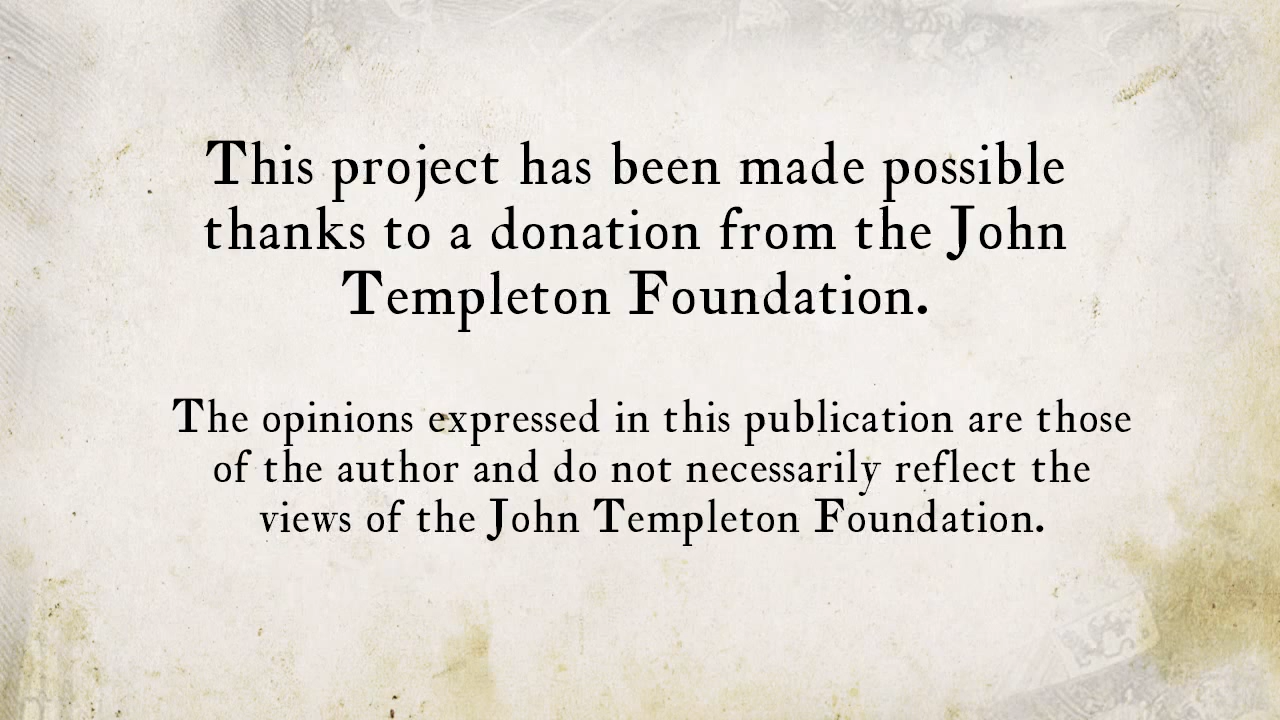 This project has been made possible
thanks to a donation from the John
Templeton Foundation.
The opinions expressed in this publication are those
of the author and do not necessarily reflect the
views of the John Templeton Foundation.